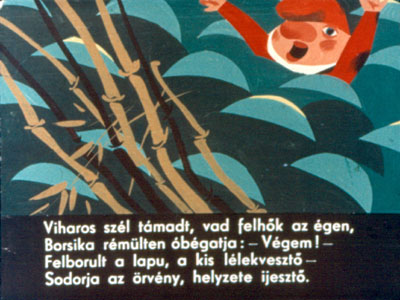 Viharos szél támadt, vad felhők az égen,
Borsika rémülten óbégatja: – Végem! –
Felborult a lapu, a kis lélekvesztő –
Sodorja az örvény, helyzete ijesztő.